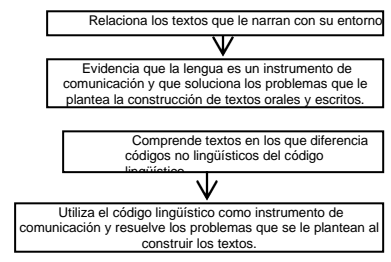 Relaciona los textos que le narran con su entorno
Evidencia que la lengua es un instrumento de
comunicación y que soluciona los problemas que le
plantea la construcción de textos orales y escritos.
Comprende textos en los que diferencia
códigos no lingüísticos del código
lingüístico
Utiliza el código lingüístico como instrumento de
comunicación y resuelve los problemas que se le plantean al
construir los textos.